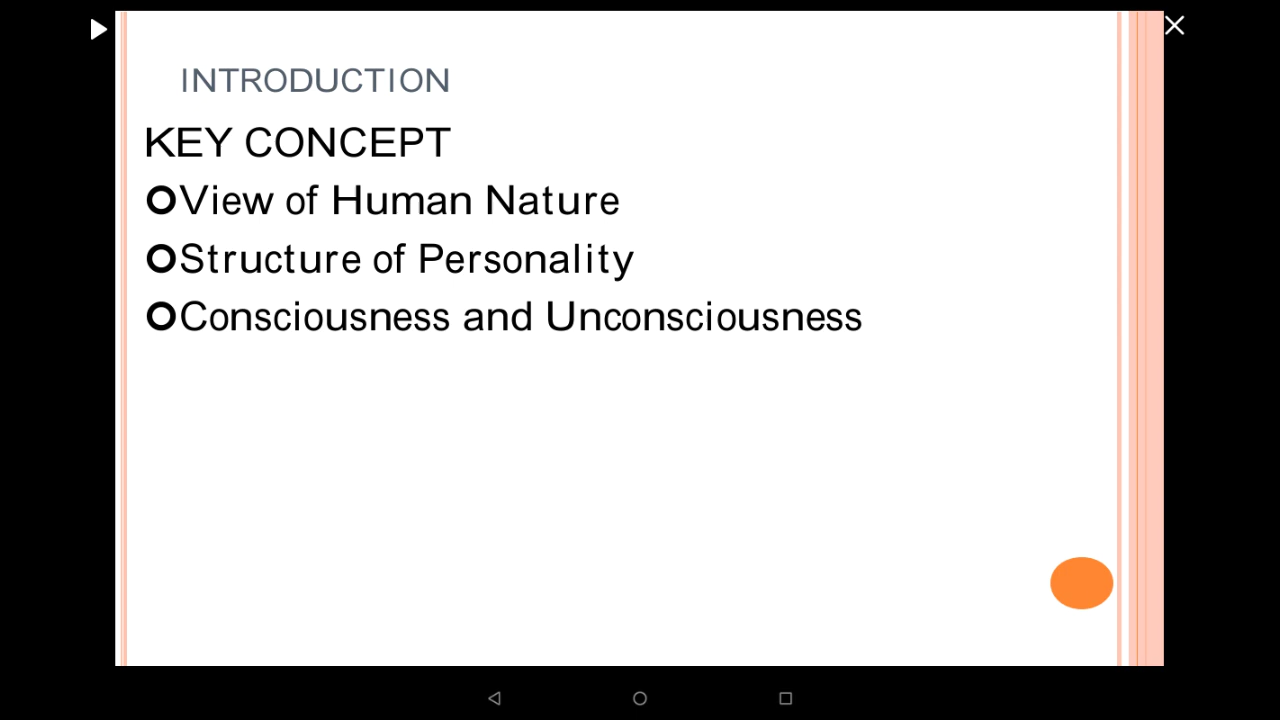 INTRODUCTION
KEY CONCEPT
View of Human Nature
Structure of Personality
Consciousness and Unconsciousness